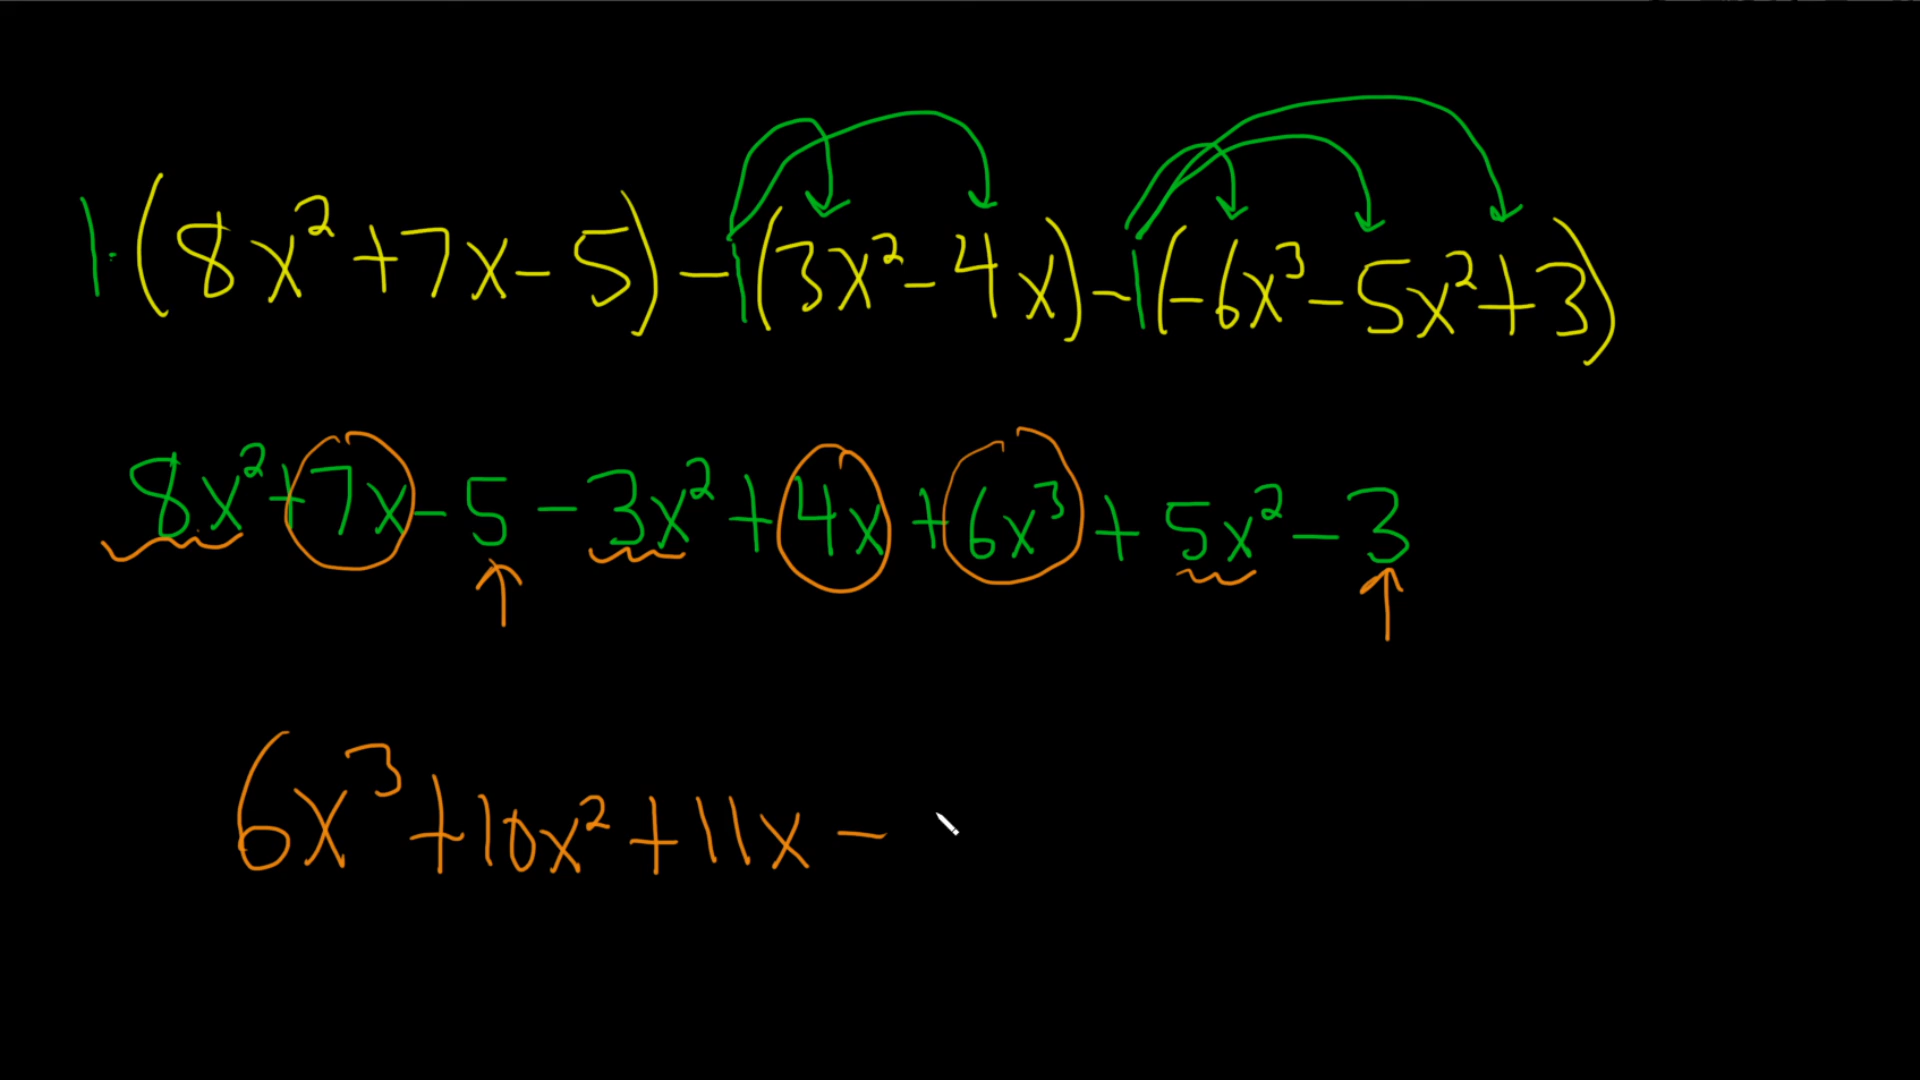 1·(8x²+7x-5)-1(3x²-4x)-1(-6x³-5x²+3)
8x²+7x-5-3x²+4x+6x³+5x²-3
6x³+10x²+11x-